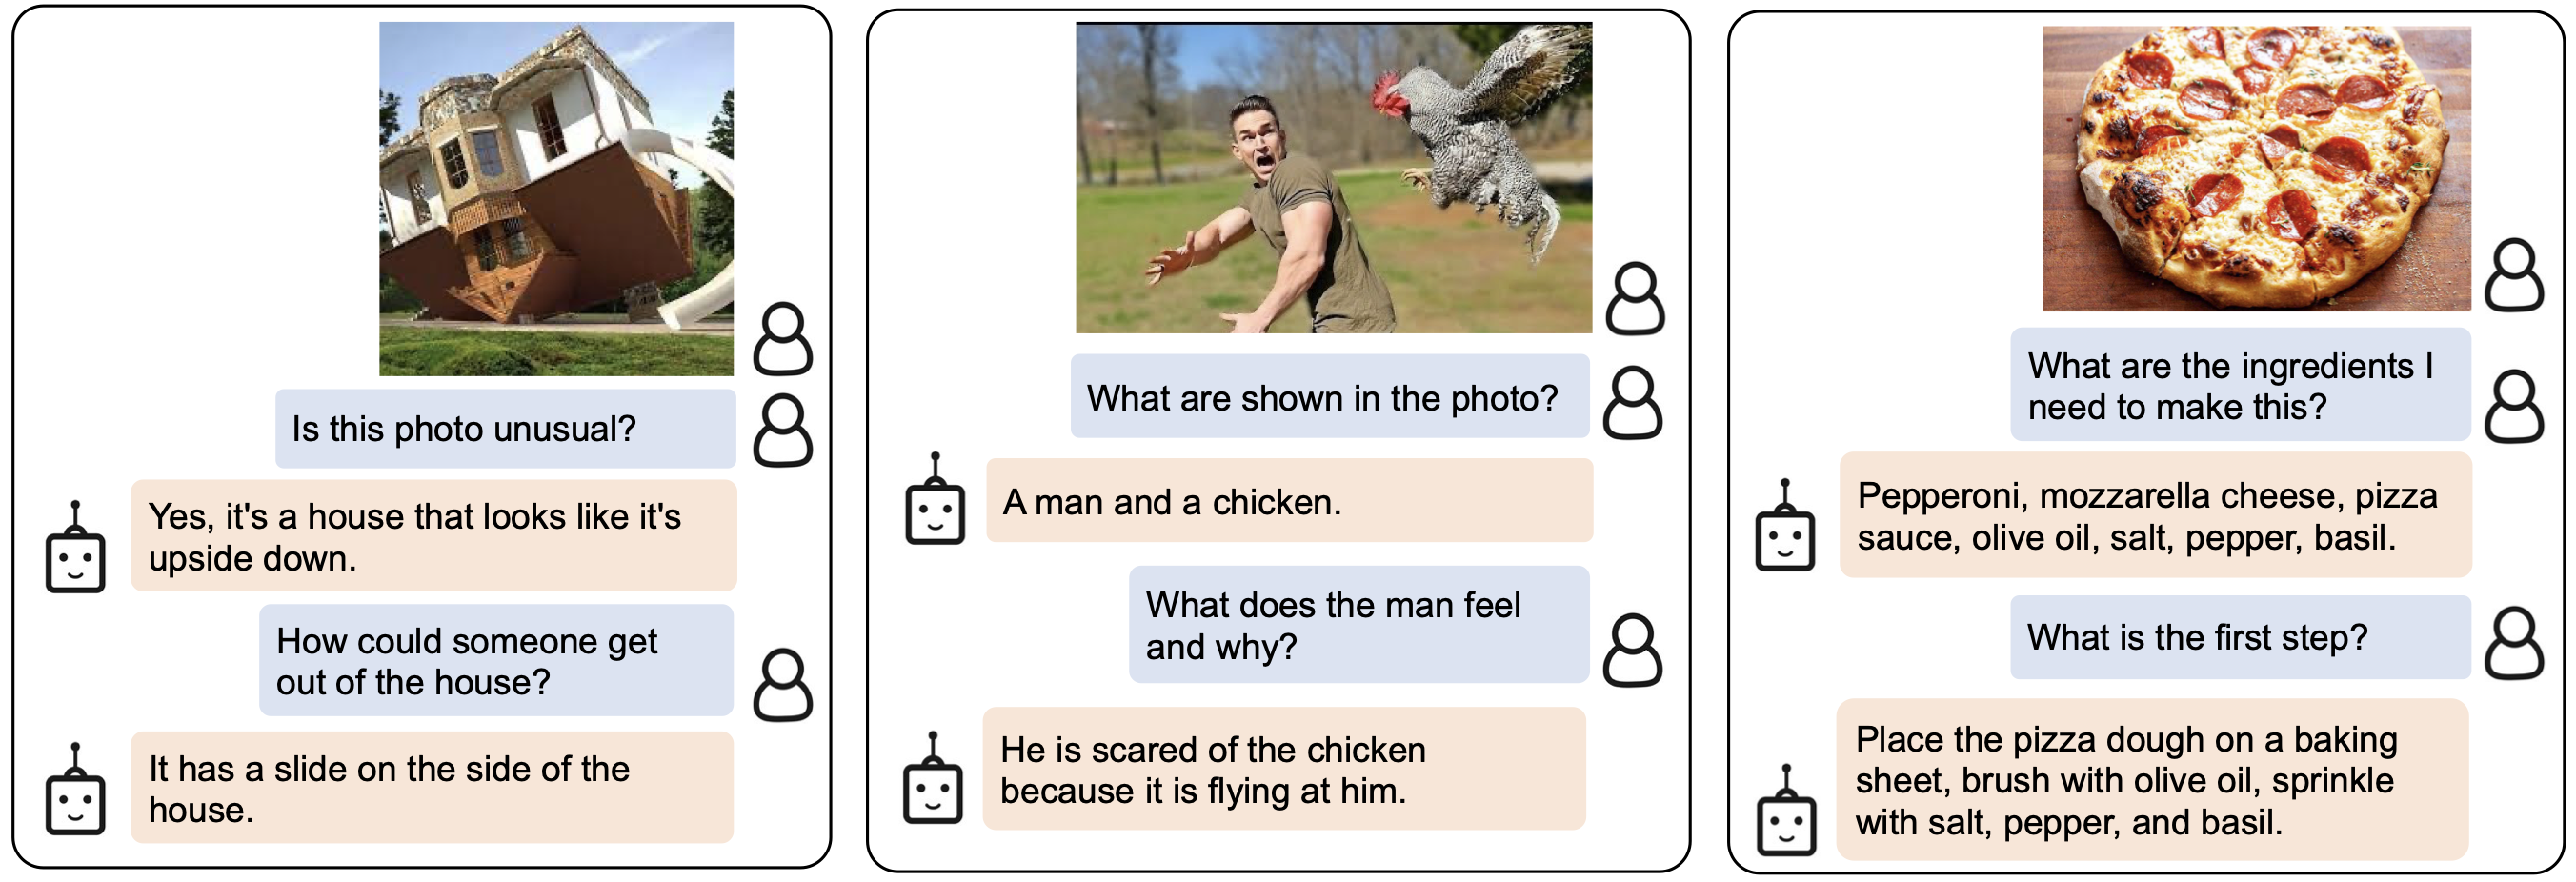 Is this photo unusual?
Yes, it's a house that looks like it's
upside down.
How could someone get
out of the house?
It has a slide on the side of the
house.
What are shown in the photo?
A man and a chicken.
What does the man feel
and why?
He is scared of the chicken
because it is flying at him.
What are the ingredients I
need to make this?
Pepperoni, mozzarella cheese, pizza
sauce, olive oil, salt, pepper, basil.
What is the first step?
Place the pizza dough on a baking
sheet, brush with olive oil, sprinkle
with salt, pepper, and basil.